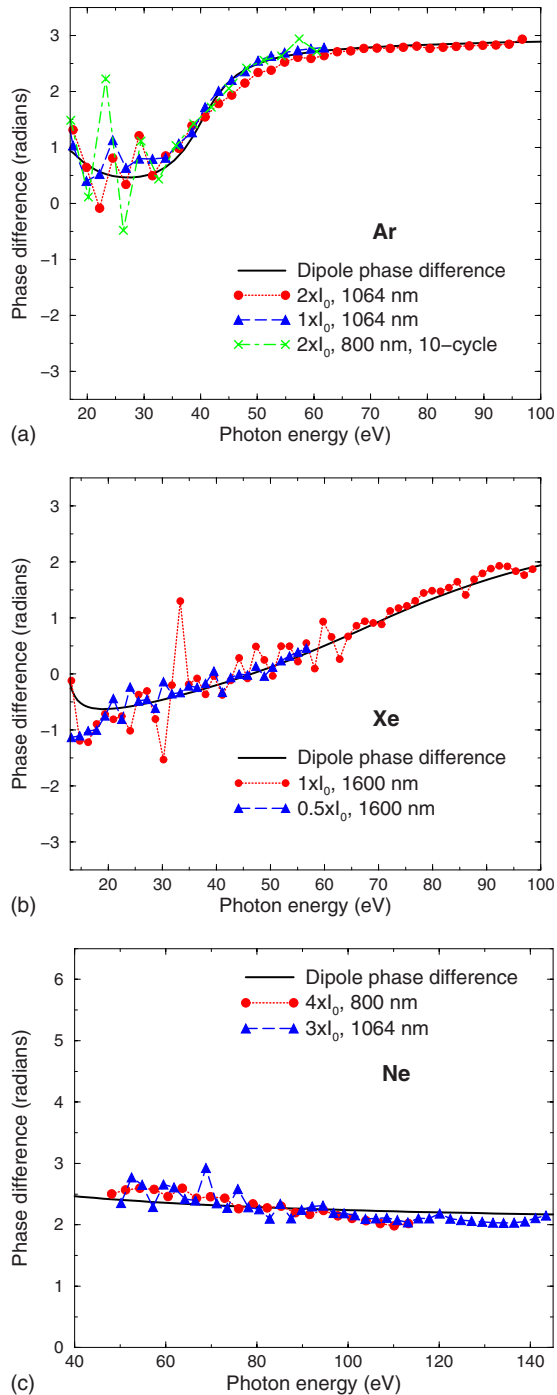 3
2
1
0
−1
−2
−3
Phase difference (radians)
Ar
Dipole phase difference
2xI0, 1064 nm
1xI0, 1064 nm
2xI0, 800 nm, 10−cycle
20 30 40 50 60 70 80 90 100
(a)
Photon energy (eV)
3
2
1
0
−1
−2
−3
Phase difference (radians)
Xe
Dipole phase difference
1xI0, 1600 nm
0.5xI0, 1600 nm
20 30 40 50 60 70 80 90 100
(b)
Photon energy (eV)
6
5
4
3
2
1
0
Phase difference (radians)
Dipole phase difference
4xI0, 800 nm
3xI0, 1064 nm
Ne
40 60 80 100 120 140
(c)
Photon energy (eV)